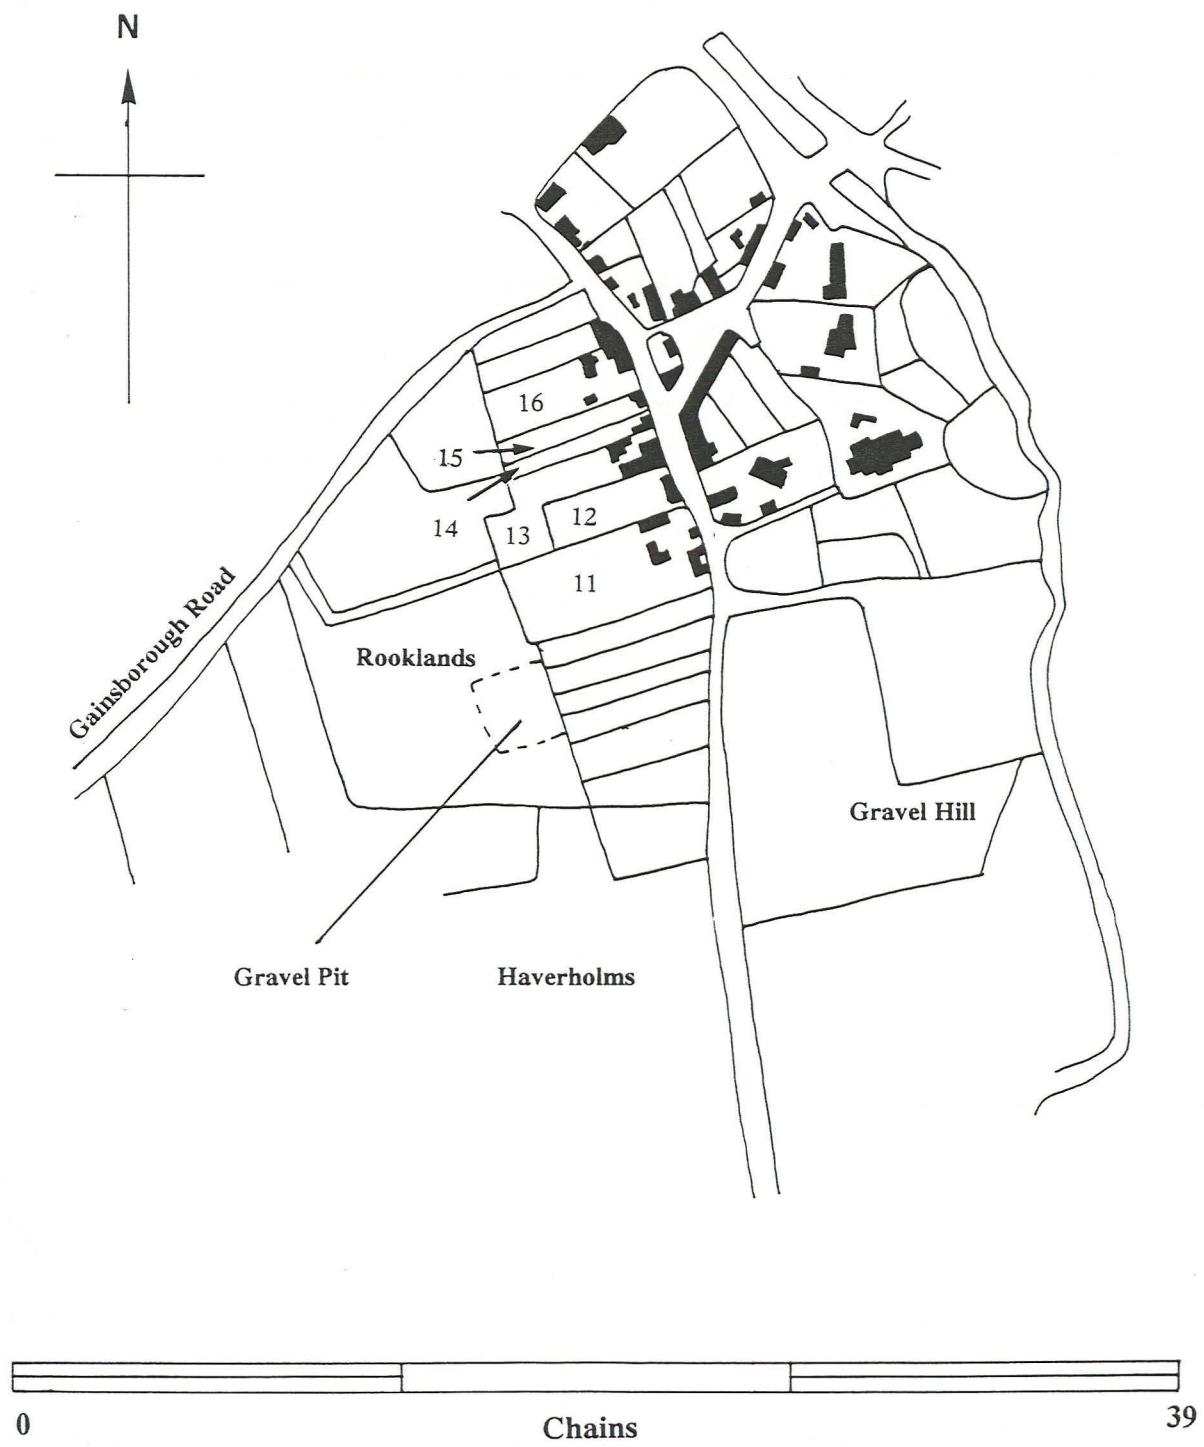 N
16
15
14
13
12
11
Gainsborough Road
Rooklands
Gravel Hill
Gravel Pit
Haverholms
0
Chains
39